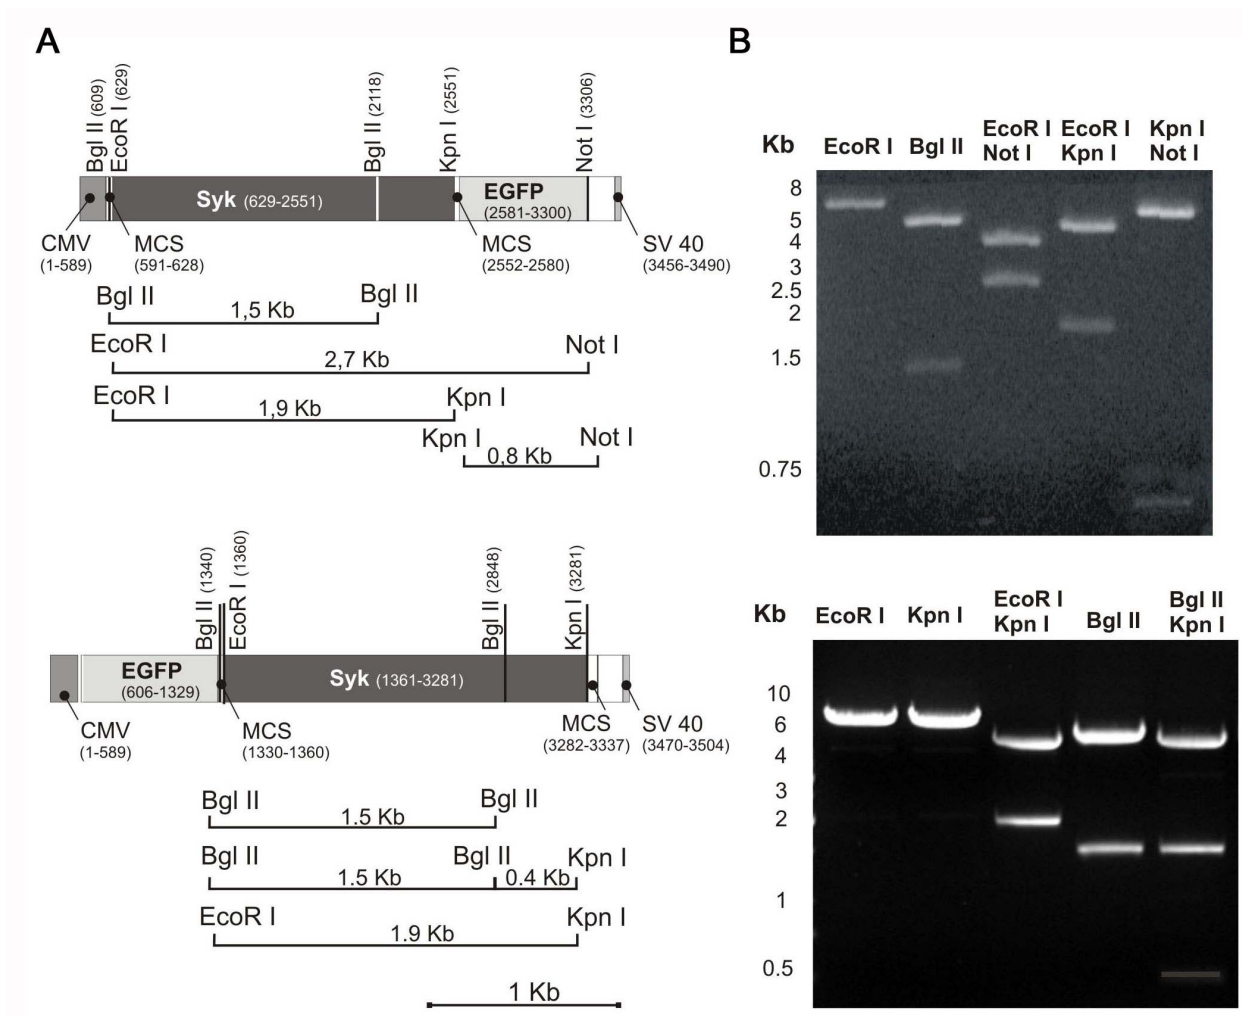 A
Bgl II (609)
EcoR I (629)
Bgl II (2118)
Kpn I (2551)
Not I (3306)
Syk (629-2551)
EGFP
(2581-3300)
CMV
(1-589)
MCS
(591-628)
MCS
(2552-2580)
SV 40
(3456-3490)
Bgl II
Bgl II
1,5 Kb
EcoR I
Not I
2,7 Kb
EcoR I
Kpn I
1,9 Kb
Kpn I
Not I
0,8 Kb
Bgl II (1340)
EcoR I (1360)
Bgl II (2848)
Kpn I (3281)
EGFP
(606-1329)
Syk (1361-3281)
CMV
(1-589)
MCS
(1330-1360)
MCS
(3282-3337)
SV 40
(3470-3504)
Bgl II
Bgl II
1.5 Kb
Bgl II
Bgl II
Kpn I
1.5 Kb
0.4 Kb
EcoR I
Kpn I
1.9 Kb
1 Kb
B
Kb
EcoR I
Bgl II
EcoR I
Not I
EcoR I
Kpn I
Kpn I
Not I
8
5
4
3
2.5
2
1.5
0.75
Kb
EcoR I
Kpn I
EcoR I
Kpn I
Bgl II
Bgl II
Kpn I
10
6
4
3
2
1
0.5